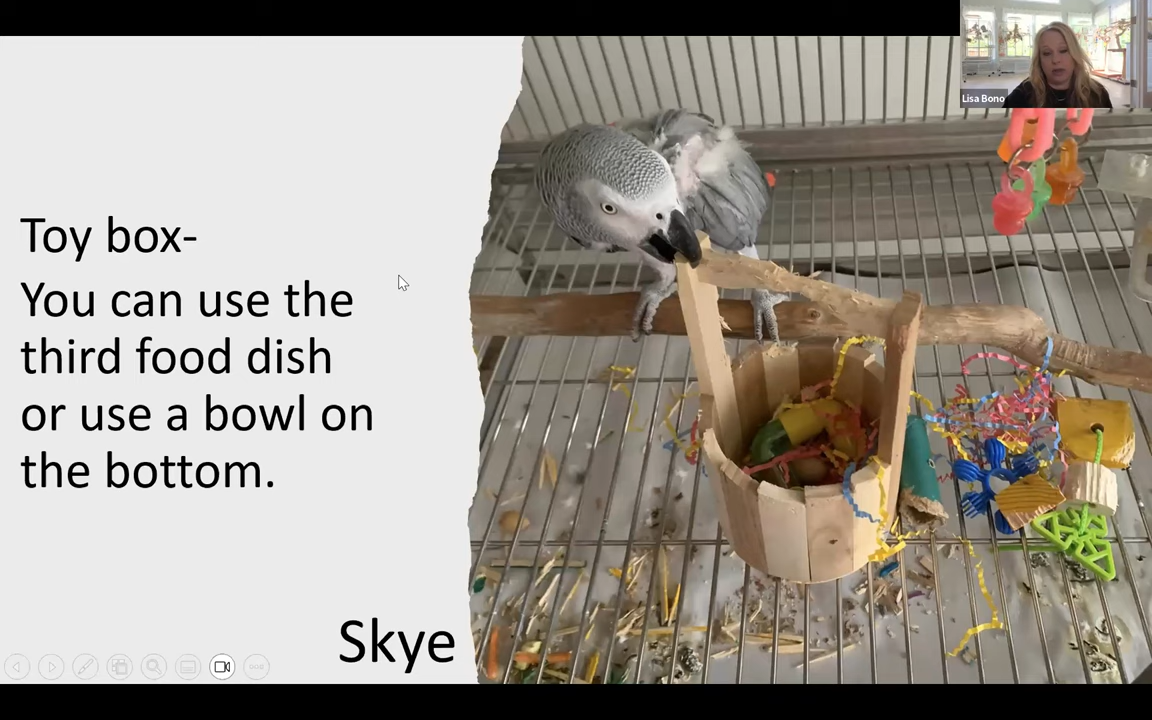 Lisa Bono
Toy box-
You can use the
third food dish
or use a bowl on
the bottom.
Skye